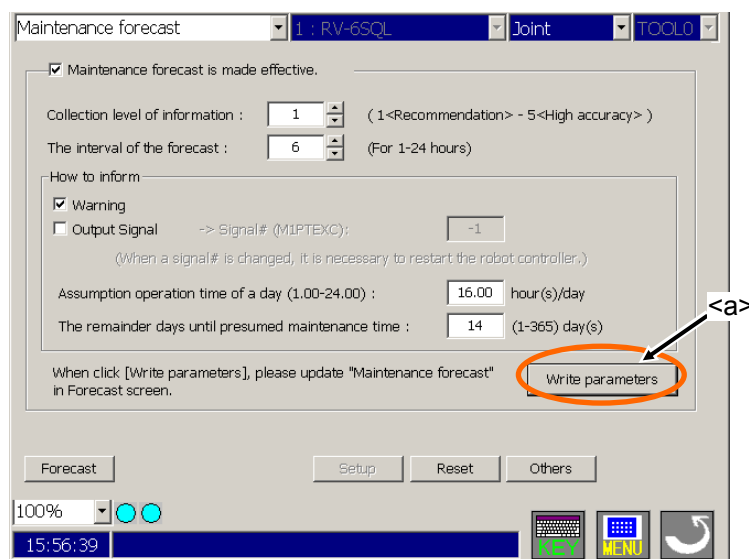 Maintenance forecast 1 : RV-6SQL Joint TOOL0
Maintenance forecast is made effective.
Collection level of information : 1 ( 1<Recommendation> - 5<High accuracy> )
The interval of the forecast : 6 (For 1-24 hours)
How to inform
Warning
Output Signal -> Signal# (M1PTEXC): -1
(When a signal# is changed, it is necessary to restart the robot controller.)
Assumption operation time of a day (1.00-24.00) : 16.00 hour(s)/day
<a>
The remainder days until presumed maintenance time : 14 (1-365) day(s)
When click [Write parameters], please update "Maintenance forecast"
in Forecast screen.
Write parameters
Forecast Setup Reset Others
100%
15:56:39
KEY MENU